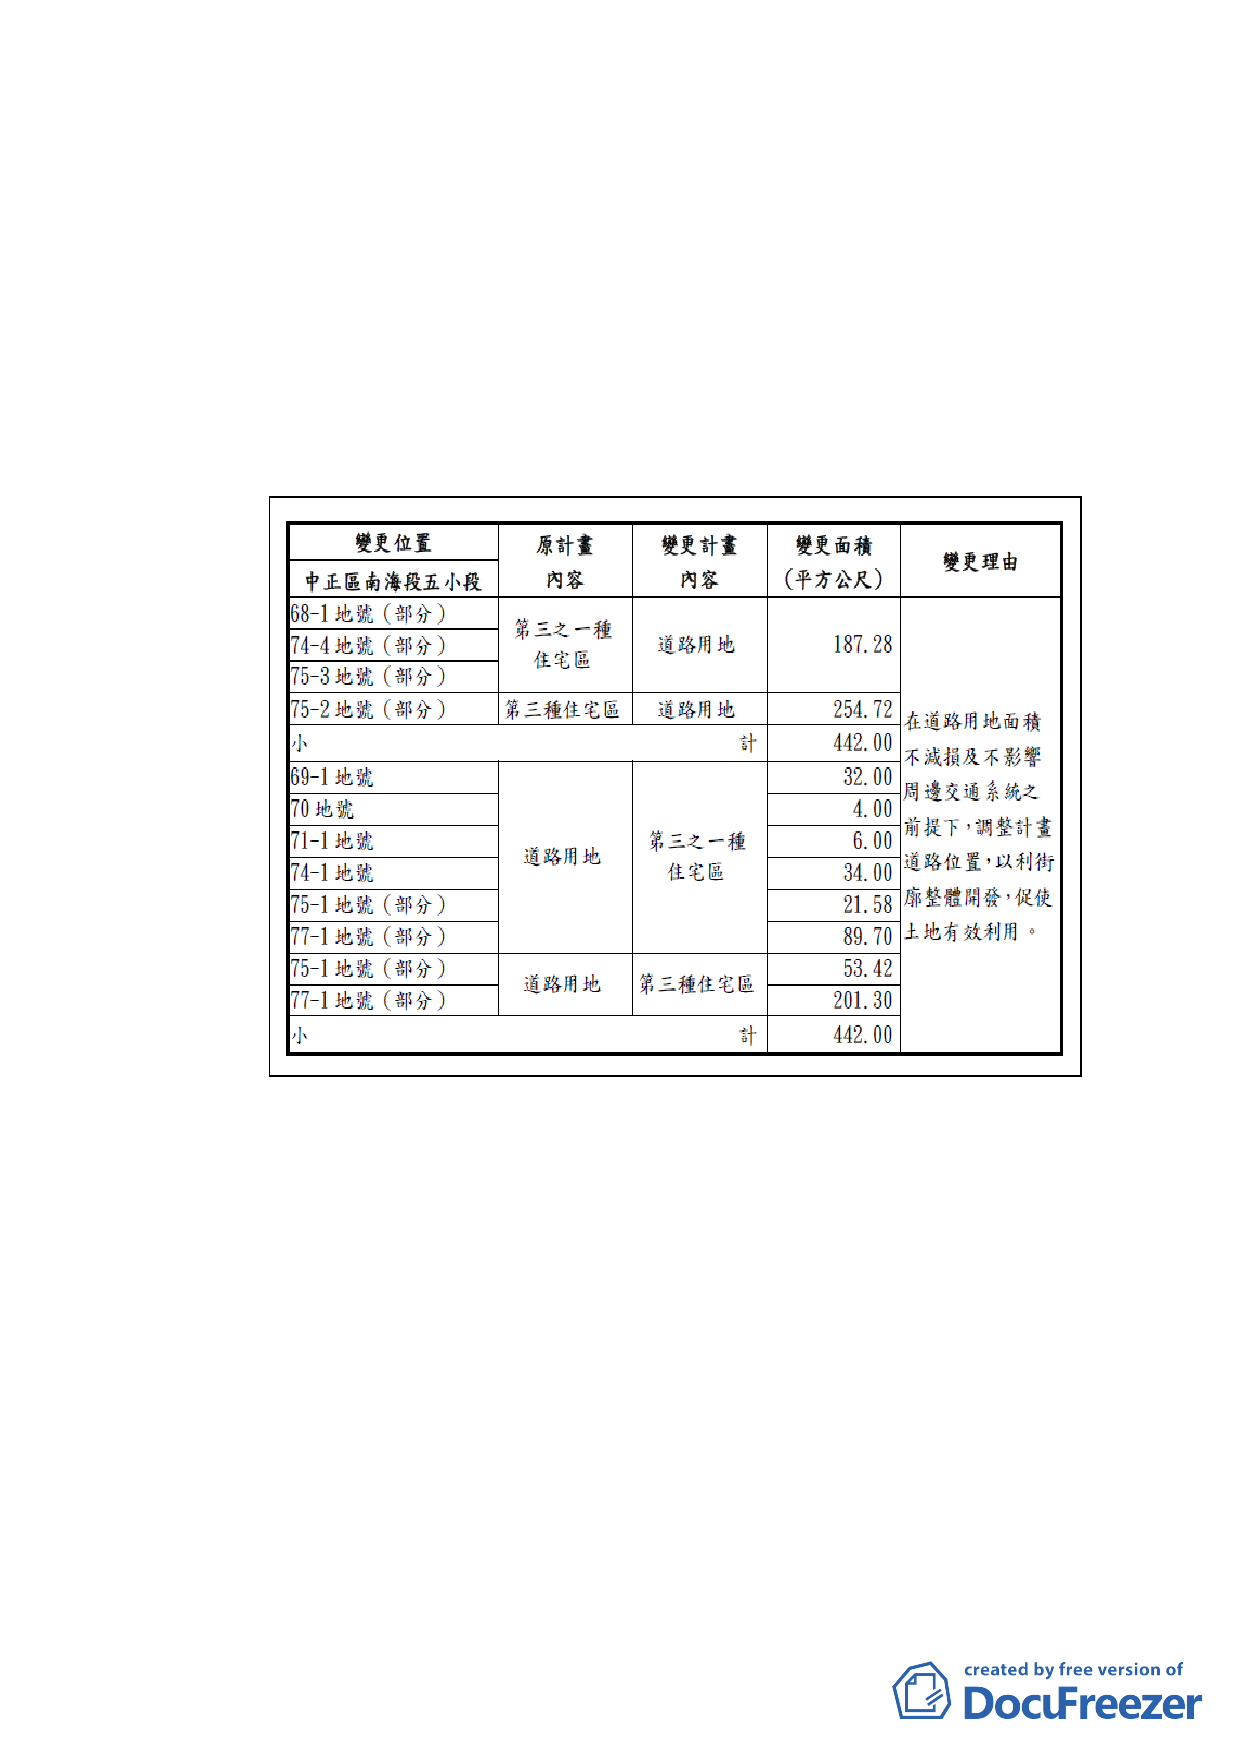 變更位置 原計畫 變更計畫 變更面積 變更理由
中正區南海段五小段 內容 內容 (平方公尺)
68-1地號(部分) 第三之一種住宅區 道路用地 187.28
74-4地號(部分)
75-3地號(部分)
75-2地號(部分) 第三種住宅區 道路用地 254.72
小 計 442.00
69-1地號 道路用地 第三之一種住宅區 32.00
70地號 4.00
71-1地號 6.00
74-1地號 34.00
75-1地號(部分) 21.58
77-1地號(部分) 89.70
75-1地號(部分) 道路用地 第三種住宅區 53.42
77-1地號(部分) 201.30
小 計 442.00
在道路用地面積
不減損及不影響
周邊交通系統之
前提下,調整計畫
道路位置,以利街
廓整體開發,促使
土地有效利用。
created by free version of
DocuFreezer